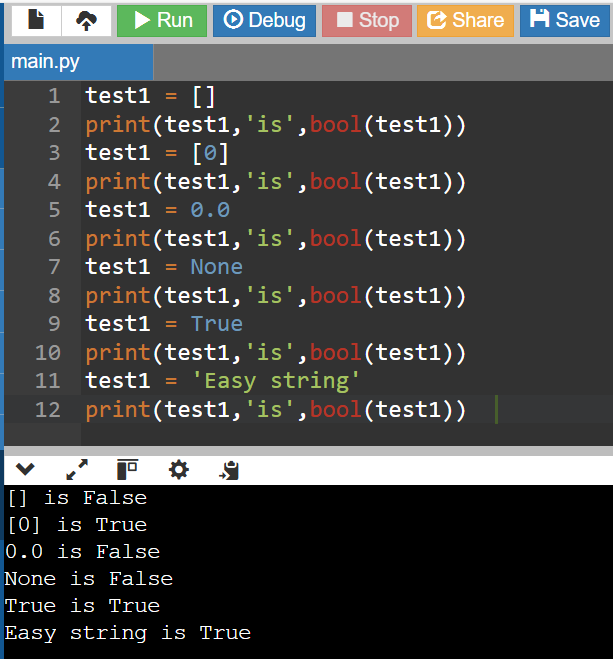 Run Debug Stop Share Save
main.py
1 test1 = []
2 print(test1,'is',bool(test1))
3 test1 = [0]
4 print(test1,'is',bool(test1))
5 test1 = 0.0
6 print(test1,'is',bool(test1))
7 test1 = None
8 print(test1,'is',bool(test1))
9 test1 = True
10 print(test1,'is',bool(test1))
11 test1 = 'Easy string'
12 print(test1,'is',bool(test1))
[] is False
[0] is True
0.0 is False
None is False
True is True
Easy string is True